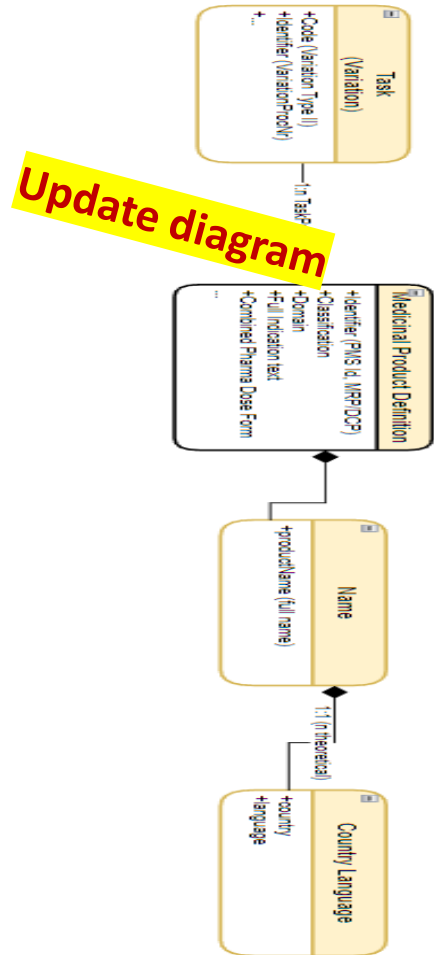 Task
(Variation)
+Code (Variation Type II)
+Identifier (VariationProcNr)
+...
1:n
Update diagram
Medicinal Product Definition
+Identifier (PMS Id, MRP/DCP)
+Classification
+Domain
+Full Indication text
+Combined Pharma Dose Form
...
Name
+productName (full name)
1:1 (n theoretical)
Country Language
+country
+language